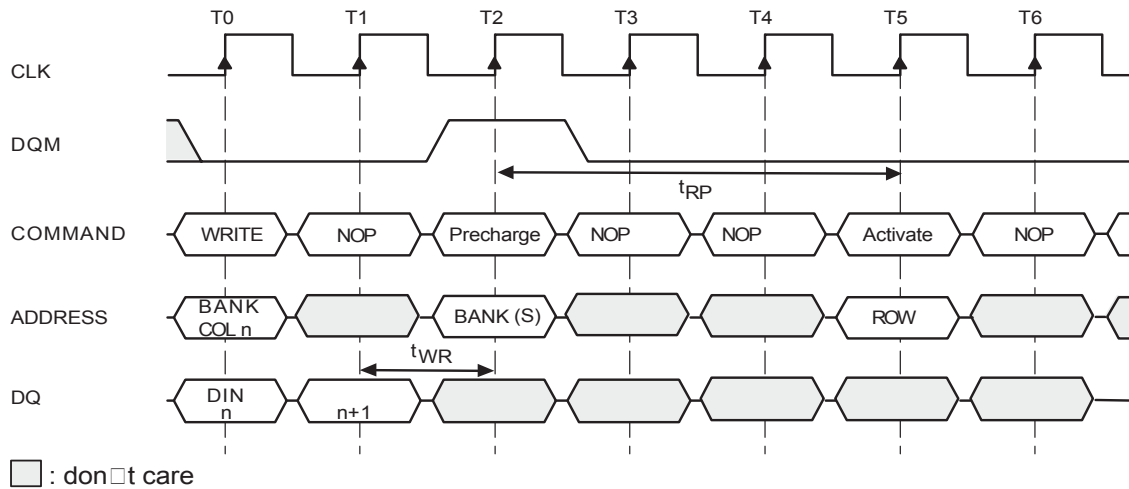 T0 T1 T2 T3 T4 T5 T6
CLK
DQM
tRP
COMMAND WRITE NOP Precharge NOP NOP Activate NOP
ADDRESS BANK COL n BANK (S) ROW
tWR
DQ DIN n n+1
: don□t care